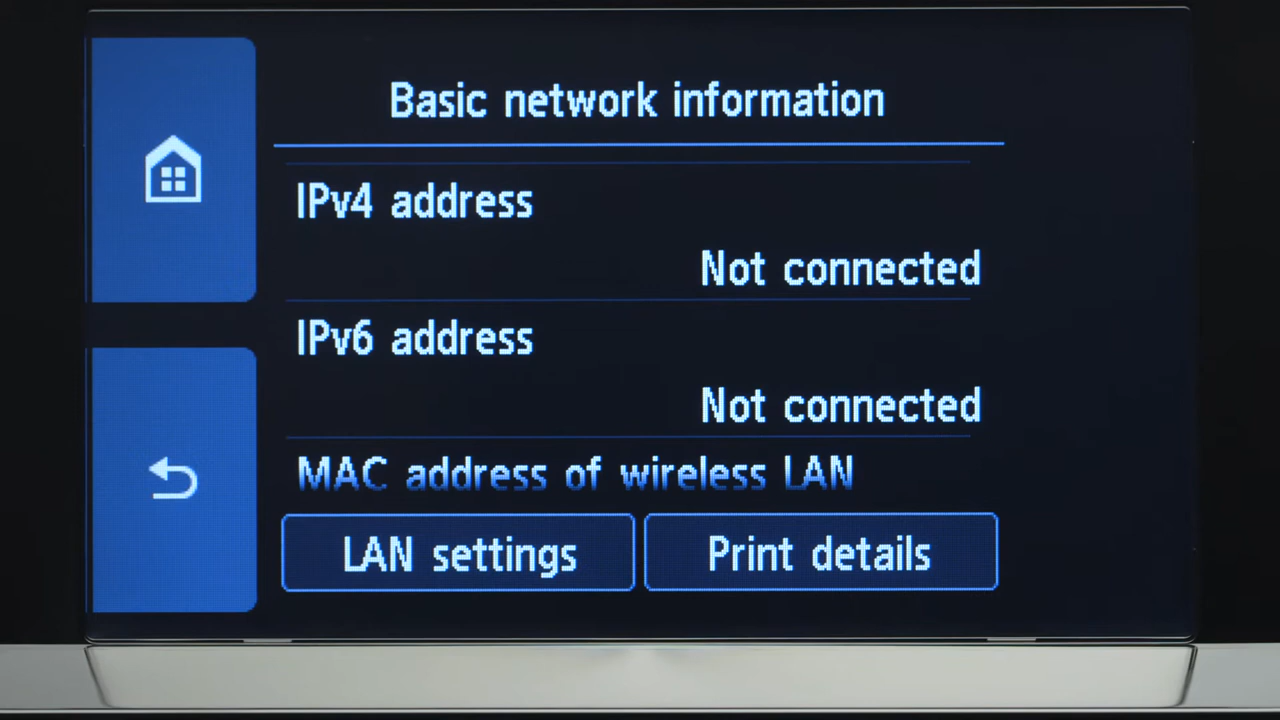 Basic network information
IPv4 address
Not connected
IPv6 address
Not connected
MAC address of wireless LAN
LAN settings
Print details